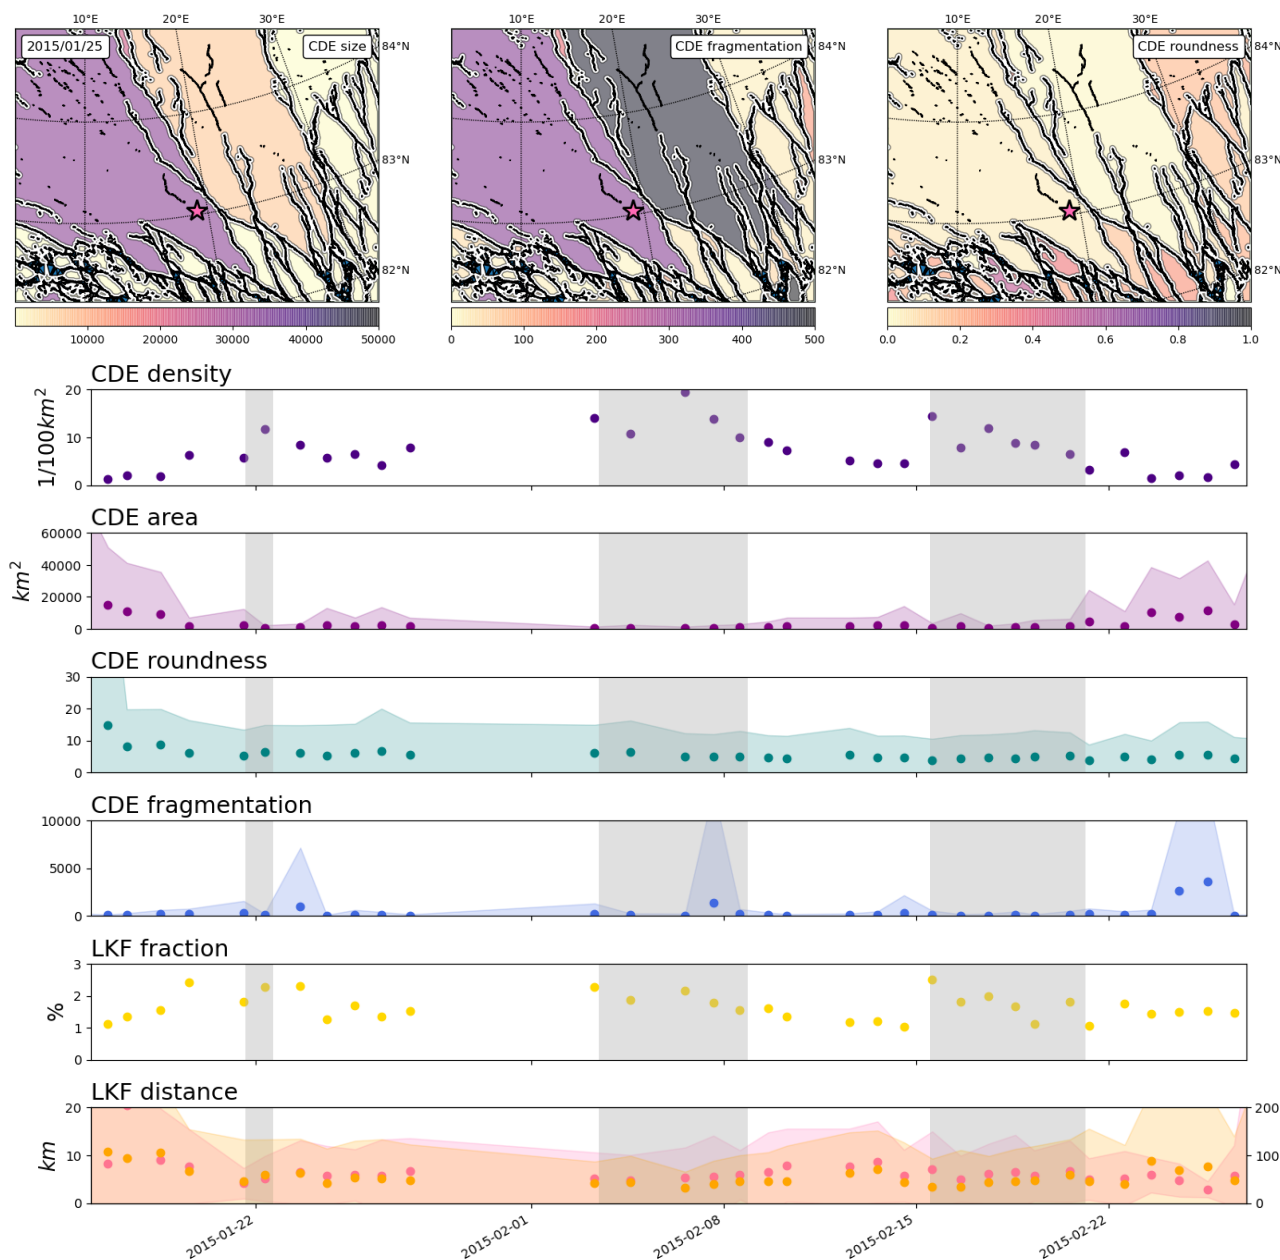 10°E 20°E 30°E 10°E 20°E 30°E 10°E 20°E 30°E
2015/01/25 CDE size 84°N CDE fragmentation 84°N CDE roundness 84°N
83°N 83°N 83°N
82°N 82°N 82°N
10000 20000 30000 40000 50000 0 100 200 300 400 500 0.0 0.2 0.4 0.6 0.8 1.0
CDE density
20
10
0
1/100km²
CDE area
60000
40000
20000
0
km²
CDE roundness
30
20
10
0
CDE fragmentation
10000
5000
0
LKF fraction
3
2
1
0
%
LKF distance
20 200
10 100
0 0
km
2015-01-22 2015-02-01 2015-02-08 2015-02-15 2015-02-22